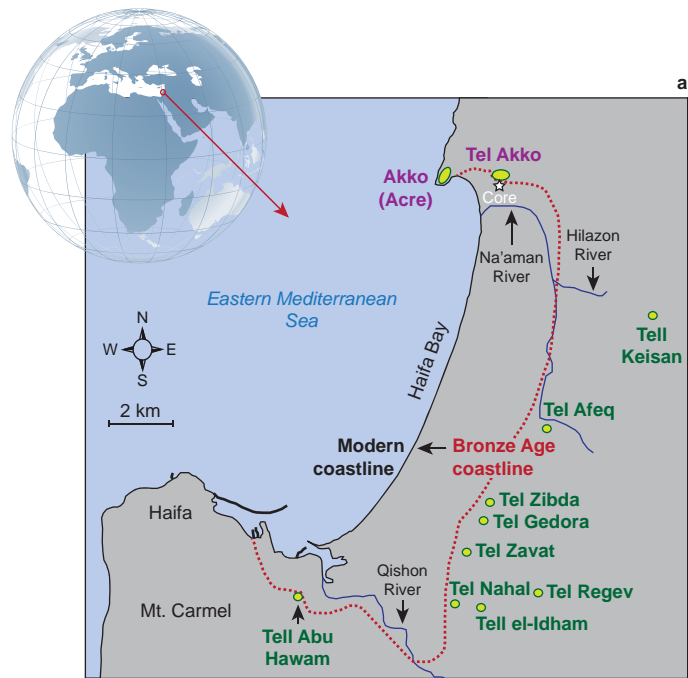 a
Tel Akko
Akko
(Acre)
Core
Na'aman
River
Hilazon
River
Eastern Mediterranean
Sea
Tell
Keisan
N
W E
S
2 km
Haifa Bay
Tel Afeq
Modern
coastline
Bronze Age
coastline
Tel Zibda
Haifa
Tel Gedora
Tel Zavat
Qishon
River
Tel Nahal
Tel Regev
Mt. Carmel
Tell el-Idham
Tell Abu
Hawam